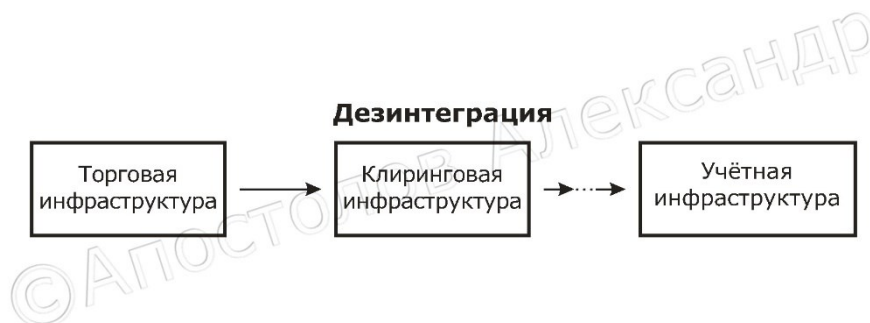 Дезинтеграция
Торговая
инфраструктура
Клиринговая
инфраструктура
Учётная
инфраструктура
©Апостолов Александр